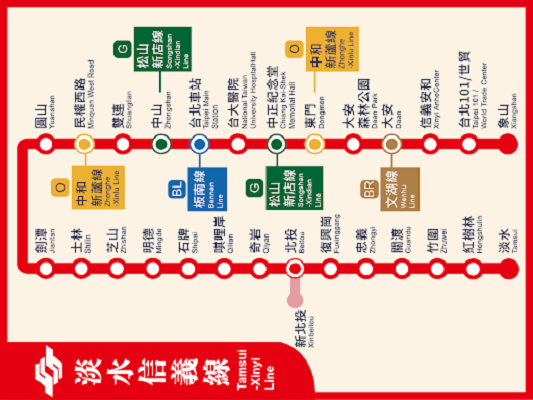 G
松山
新店線
Songshan
-Xindian
Line
O
中和
新蘆線
Zhonghe
-Xinlu Line
圓山
Yuanshan
民權西路
Minquan West Road
雙連
Shuanglian
中山
Zhongshan
台北車站
Taipei Main
Station
台大醫院
National Taiwan
University Hospital
中正紀念堂
Chiang Kai-Shek
Memorial Hall
東門
Dongmen
大安
森林公園
Daan Park
大安
Daan
信義安和
Xinyi Anhe
台北101/世貿
Taipei 101 /
World Trade Center
象山
Xiangshan
O
中和
新蘆線
Zhonghe
-Xinlu Line
BL
板南線
Bannan
Line
G
松山
新店線
Songshan
-Xindian
Line
BR
文湖線
Wenhu
Line
劍潭
Jiantan
士林
Shilin
芝山
Zhishan
明德
Mingde
石牌
Shipai
唭哩岸
Qilian
奇岩
Qiyan
北投
Beitou
復興崗
Fuxinggang
忠義
Zhongyi
關渡
Guandu
竹圍
Zhuwei
紅樹林
Hongshulin
淡水
Tamsui
新北投
Xinbeitou
淡水信義線
Tamsui
-Xinyi
Line